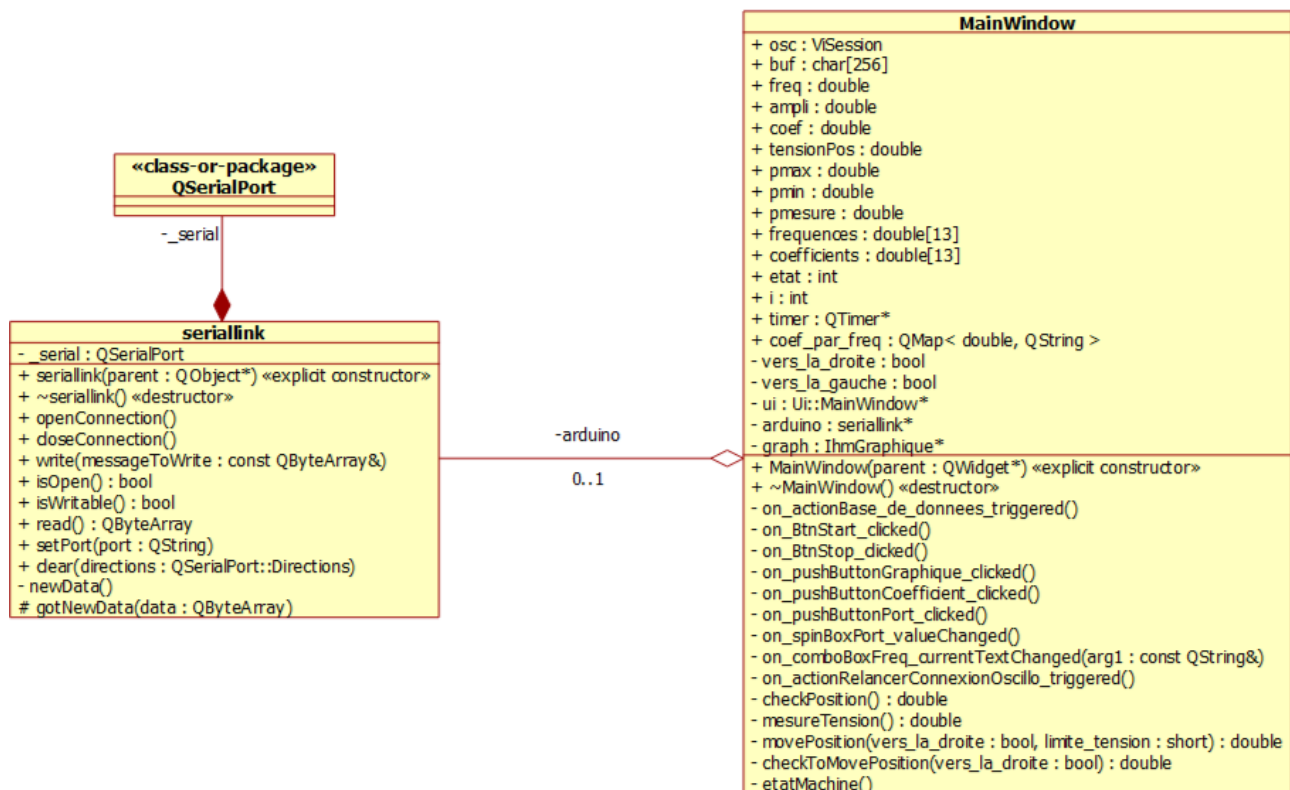 «class-or-package»
QSerialPort
-_serial
seriallink
- _serial : QSerialPort
+ seriallink(parent : QObject*) «explicit constructor»
+ ~seriallink() «destructor»
+ openConnection()
+ closeConnection()
+ write(messageToWrite : const QByteArray&)
+ isOpen() : bool
+ isWritable() : bool
+ read() : QByteArray
+ setPort(port : QString)
+ clear(directions : QSerialPort::Directions)
- newData()
# gotNewData(data : QByteArray)
-arduino
0..1
MainWindow
+ osc : ViSession
+ buf : char[256]
+ freq : double
+ ampli : double
+ coef : double
+ tensionPos : double
+ pmax : double
+ pmin : double
+ pmesure : double
+ frequences : double[13]
+ coefficients : double[13]
+ etat : int
+ i : int
+ timer : QTimer*
+ coef_par_freq : QMap< double, QString >
- vers_la_droite : bool
- vers_la_gauche : bool
- ui : Ui::MainWindow*
- arduino : seriallink*
- graph : IhmGraphique*
+ MainWindow(parent : QWidget*) «explicit constructor»
+ ~MainWindow() «destructor»
- on_actionBase_de_donnees_triggered()
- on_BtnStart_clicked()
- on_BtnStop_clicked()
- on_pushButtonGraphique_clicked()
- on_pushButtonCoefficient_clicked()
- on_pushButtonPort_clicked()
- on_spinBoxPort_valueChanged()
- on_comboBoxFreq_currentTextChanged(arg1 : const QString&)
- on_actionRelancerConnexionOscillo_triggered()
- checkPosition() : double
- mesureTension() : double
- movePosition(vers_la_droite : bool, limite_tension : short) : double
- checkToMovePosition(vers_la_droite : bool) : double
- etatMachine()